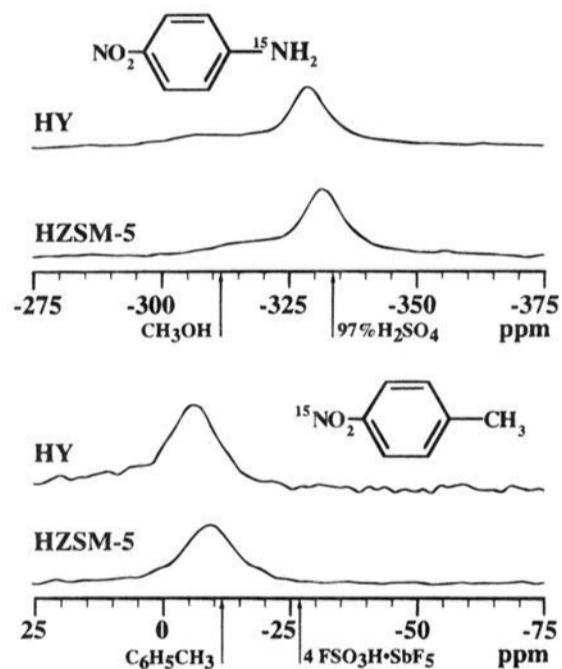 NO₂ ¹⁵NH₂
HY
HZSM-5
-275 -300 -325 -350 -375
CH₃OH 97%H₂SO₄ ppm
¹⁵NO₂ CH₃
HY
HZSM-5
25 0 -25 -50 -75
C₆H₅CH₃ 4 FSO₃H•SbF₅ ppm